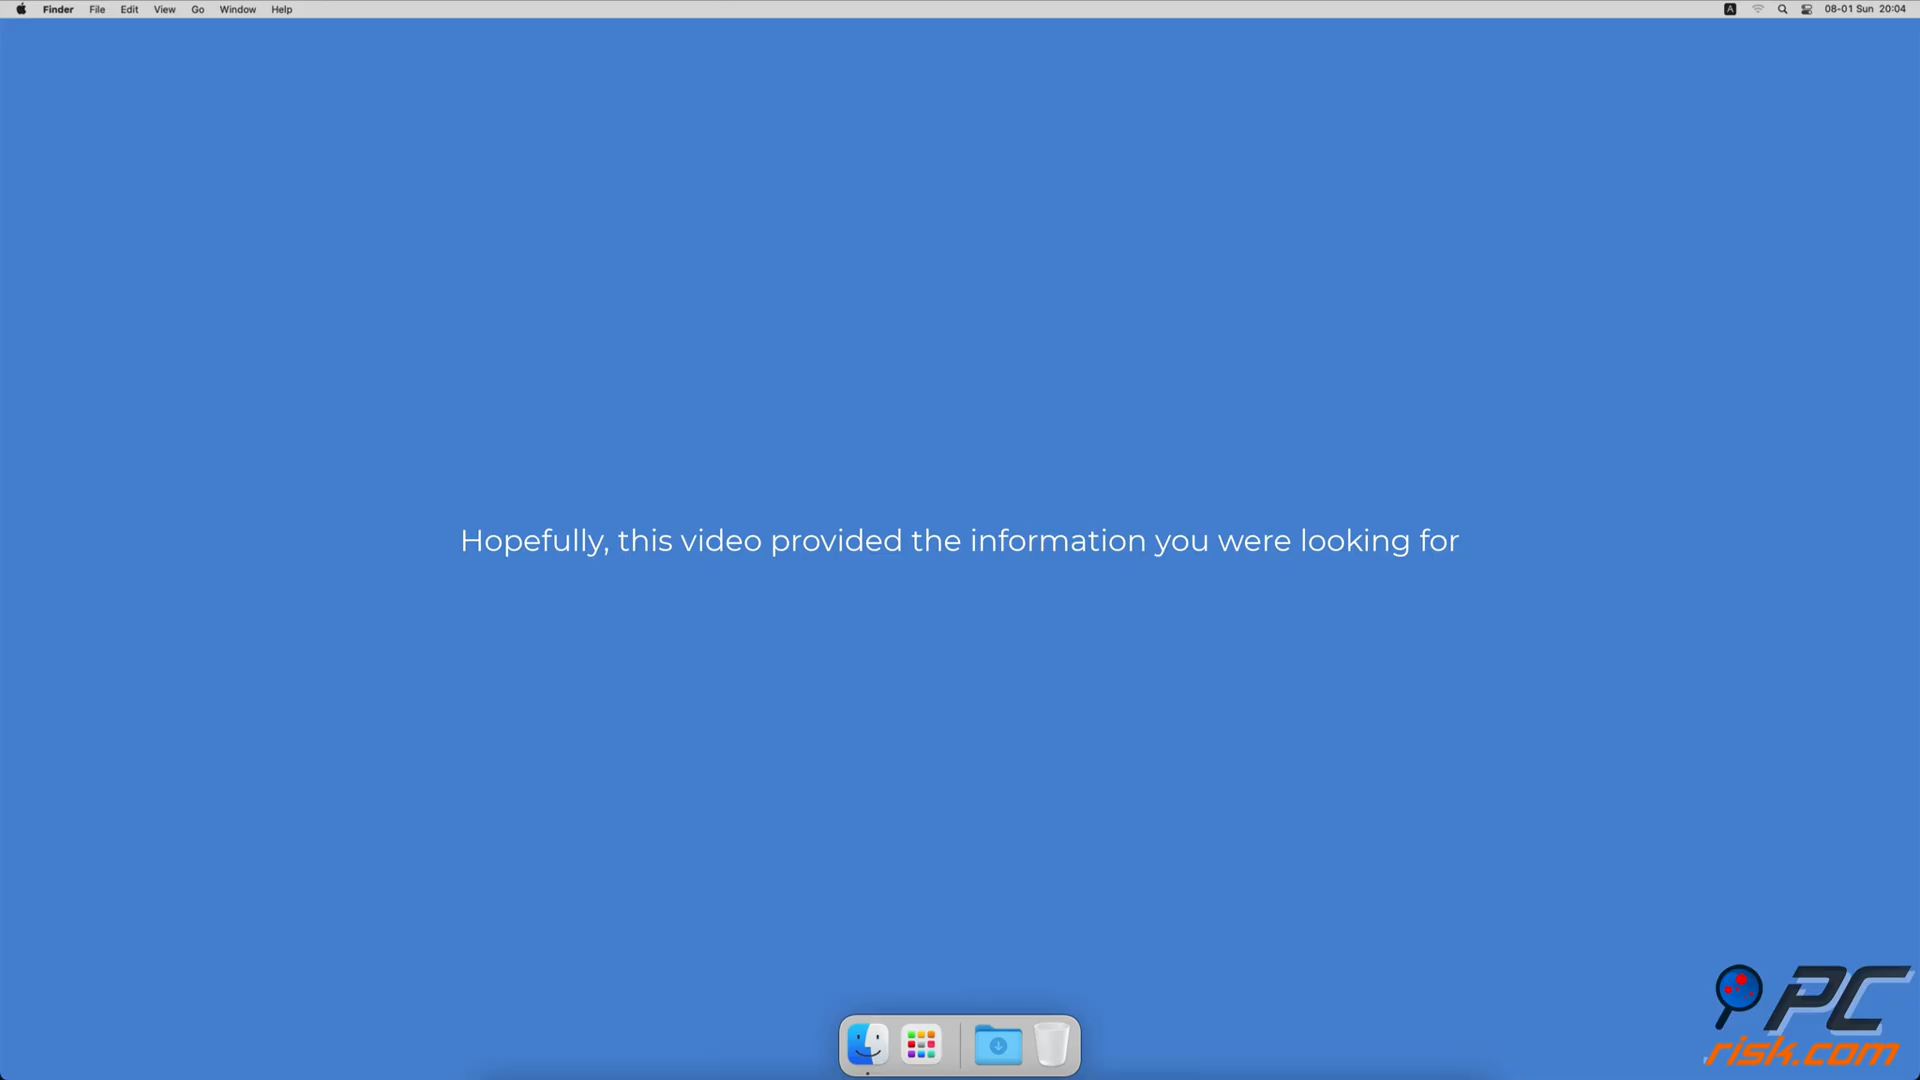 Finder File Edit View Go Window Help A 08-01 Sun 20:04
Hopefully, this video provided the information you were looking for
PC
risk.com